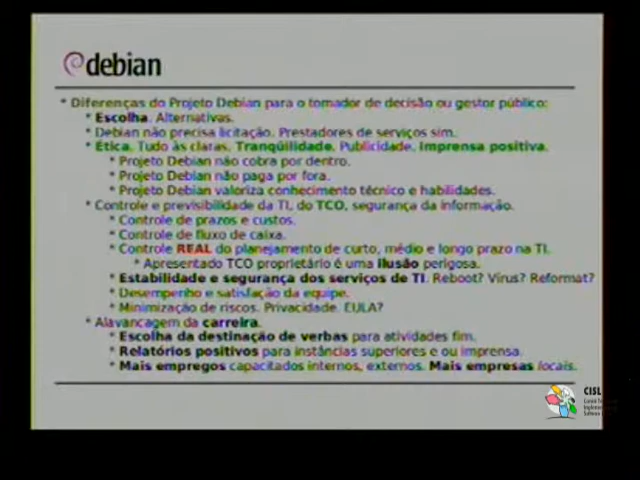 debian
* Diferenças do Projeto Debian para o tomador de decisão ou gestor público:
* Escolha. Alternativas.
* Debian não precisa licitação. Prestadores de serviços sim.
* Ética. Tudo às claras. Tranqüilidade. Publicidade. Imprensa positiva.
* Projeto Debian não cobra por dentro.
* Projeto Debian não paga por fora.
* Projeto Debian valoriza conhecimento técnico e habilidades.
* Controle e previsibilidade da TI, do TCO, segurança da informação.
* Controle de prazos e custos.
* Controle de fluxo de caixa.
* Controle REAL do planejamento de curto, médio e longo prazo na TI.
* Apresentado TCO proprietário é uma ilusão perigosa.
* Estabilidade e segurança dos serviços de TI. Reboot? Virus? Reformat?
* Desempenho e satisfação da equipe.
* Minimização de riscos. Privacidade. EULA?
* Alavancagem da carreira.
* Escolha da destinação de verbas para atividades fim.
* Relatórios positivos para instâncias superiores e ou imprensa.
* Mais empregos capacitados internos, externos. Mais empresas locais.
CISL